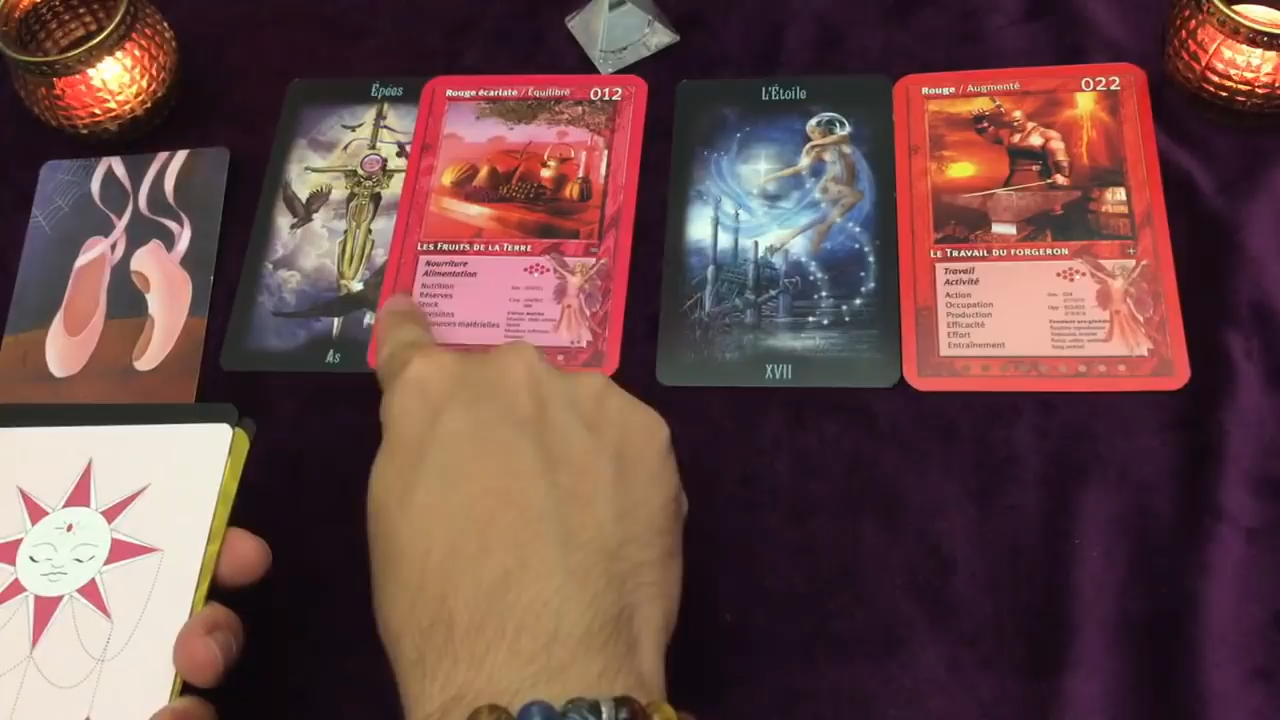 Épées
As
Rouge écarlate / Équilibre 012
LES FRUITS DE LA TERRE
Nourriture
Alimentation
Nutrition
Réserves
Stock
L'Étoile
XVII
Rouge / Augmenté 022
LE TRAVAIL DU FORGERON +
Travail
Activité
Action
Occupation
Production
Efficacité
Effort
Entraînement